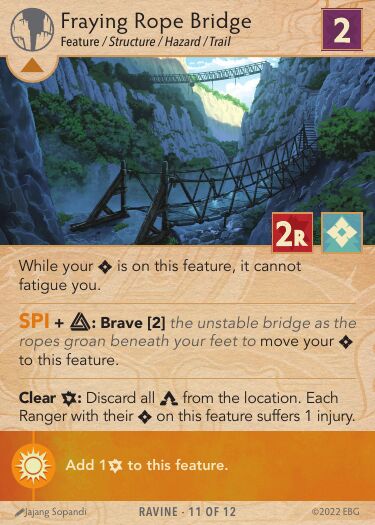 Fraying Rope Bridge
Feature / Structure / Hazard / Trail
2
2R
While your is on this feature, it cannot
fatigue you.
SPI + : Brave [2] the unstable bridge as the
ropes groan beneath your feet to move your
to this feature.
Clear : Discard all from the location. Each
Ranger with their on this feature suffers 1 injury.
Add 1 to this feature.
Jajang Sopandi
RAVINE · 11 OF 12
©2022 EBG